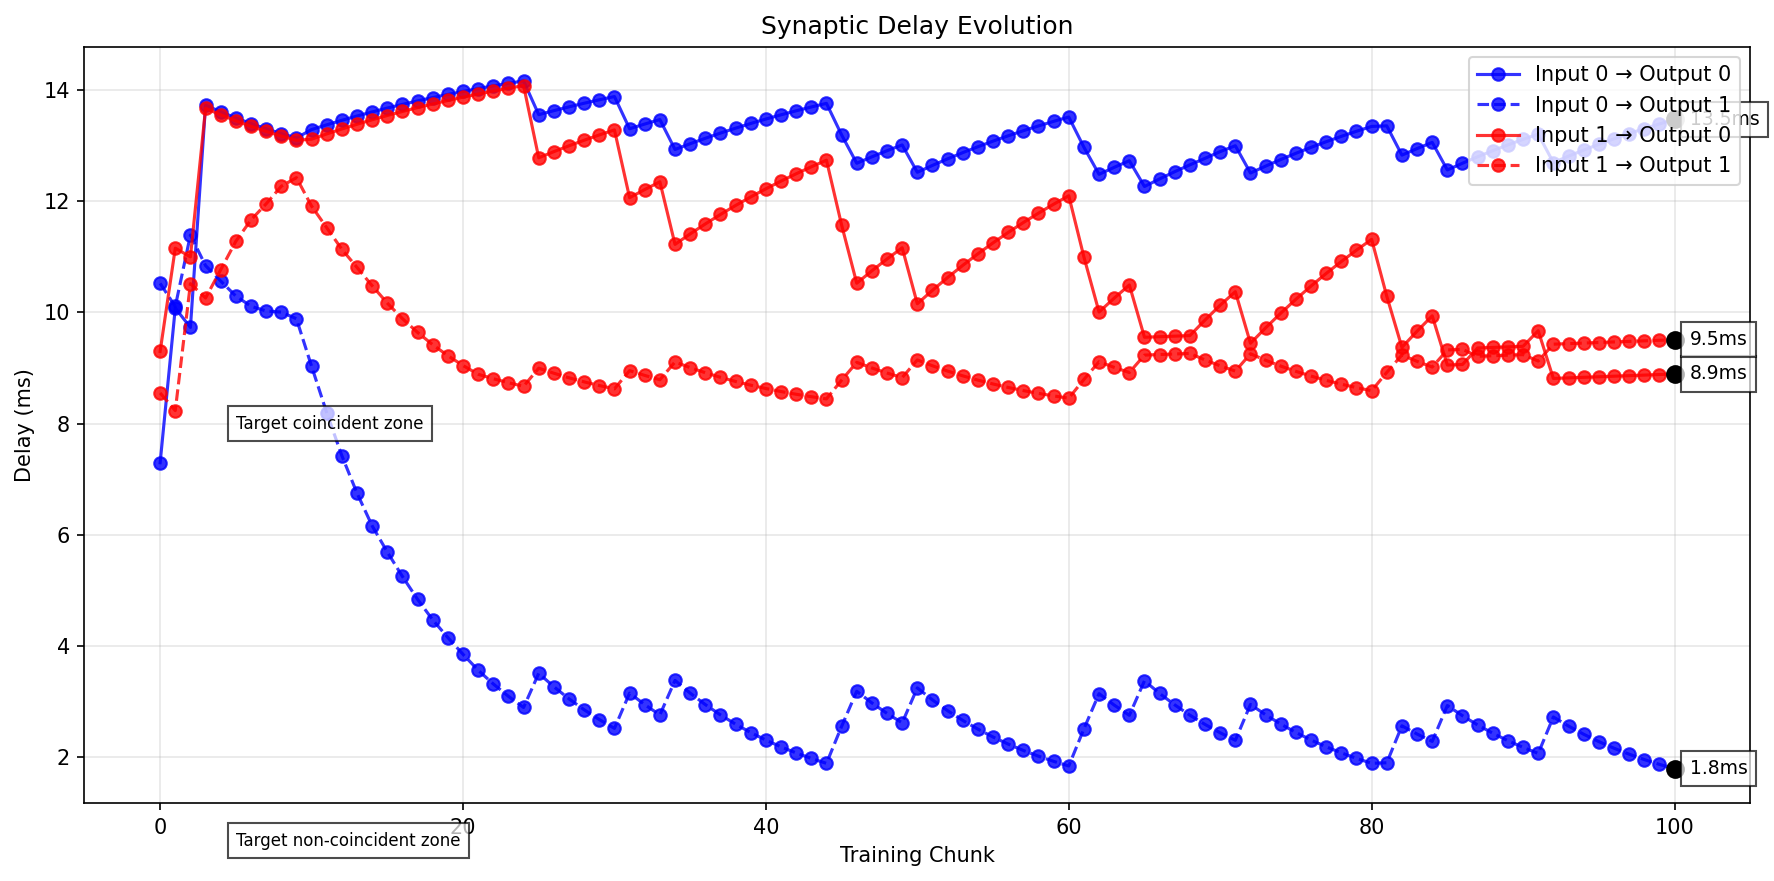 Synaptic Delay Evolution
Delay (ms)
14
12
10
8
6
4
2
Input 0 → Output 0
Input 0 → Output 1
Input 1 → Output 0
Input 1 → Output 1
13.5ms
9.5ms
8.9ms
1.8ms
Target coincident zone
Target non-coincident zone
0
20
40
60
80
100
Training Chunk